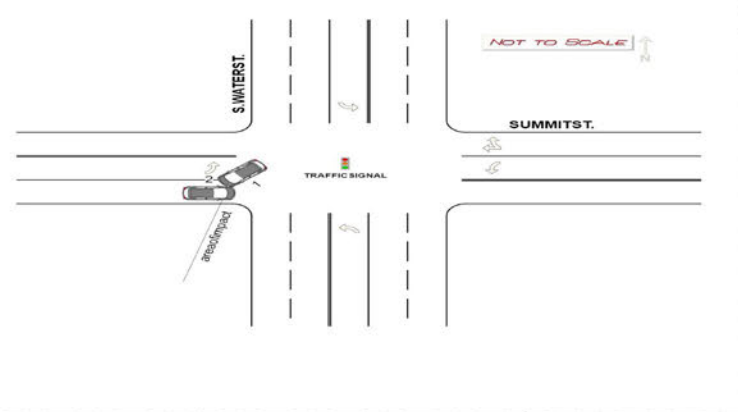 NOT TO SCALE
N
S.WATERST.
SUMMITST.
TRAFFIC SIGNAL
2
1
areaofimpact